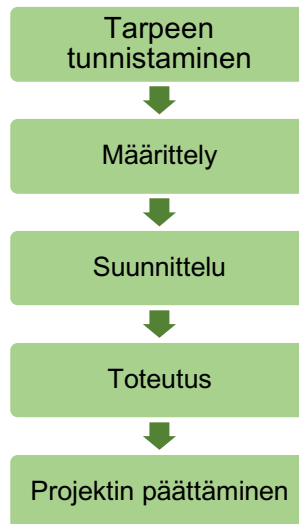 Tarpeen
tunnistaminen
Määrittely
Suunnittelu
Toteutus
Projektin päättäminen